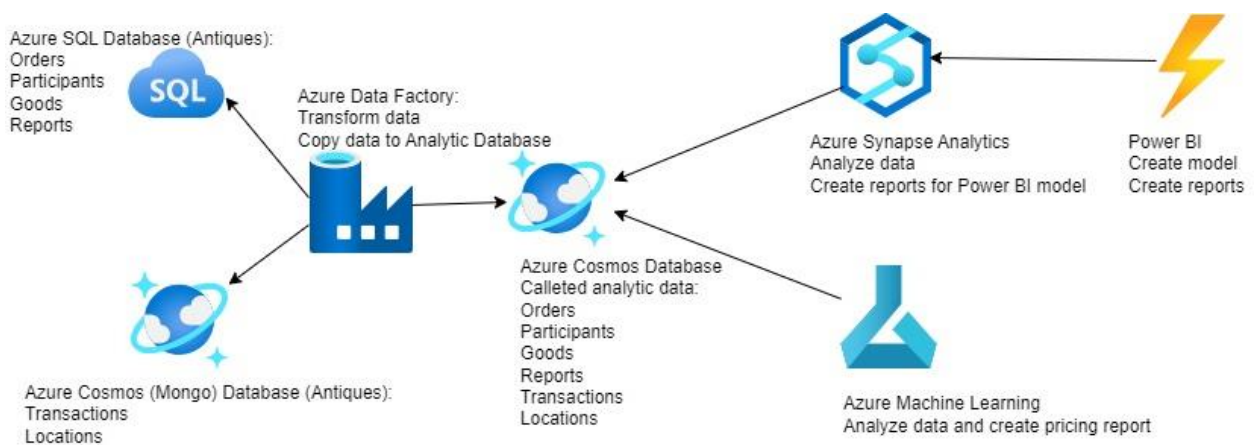 Azure SQL Database (Antiques):
Orders
Participants
Goods
Reports
SQL
Azure Data Factory:
Transform data
Copy data to Analytic Database
Azure Cosmos (Mongo) Database (Antiques):
Transactions
Locations
Azure Cosmos Database
Calleted analytic data:
Orders
Participants
Goods
Reports
Transactions
Locations
Azure Synapse Analytics
Analyze data
Create reports for Power BI model
Power BI
Create model
Create reports
Azure Machine Learning
Analyze data and create pricing report